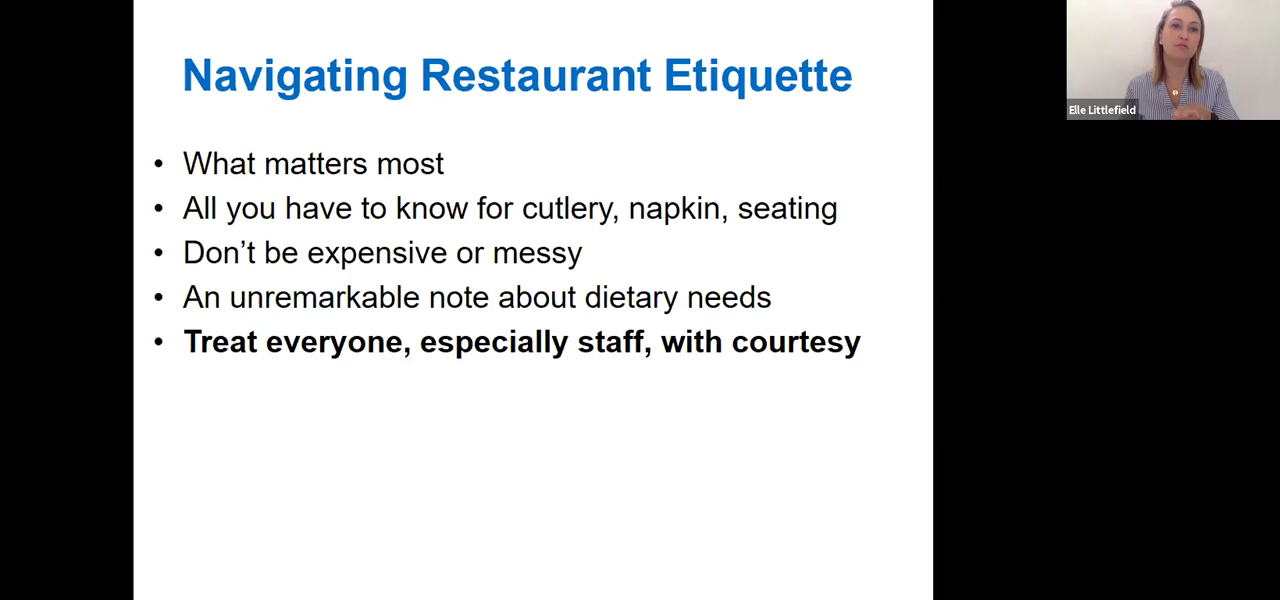 Navigating Restaurant Etiquette
• What matters most
• All you have to know for cutlery, napkin, seating
• Don’t be expensive or messy
• An unremarkable note about dietary needs
• Treat everyone, especially staff, with courtesy
Elle Littlefield